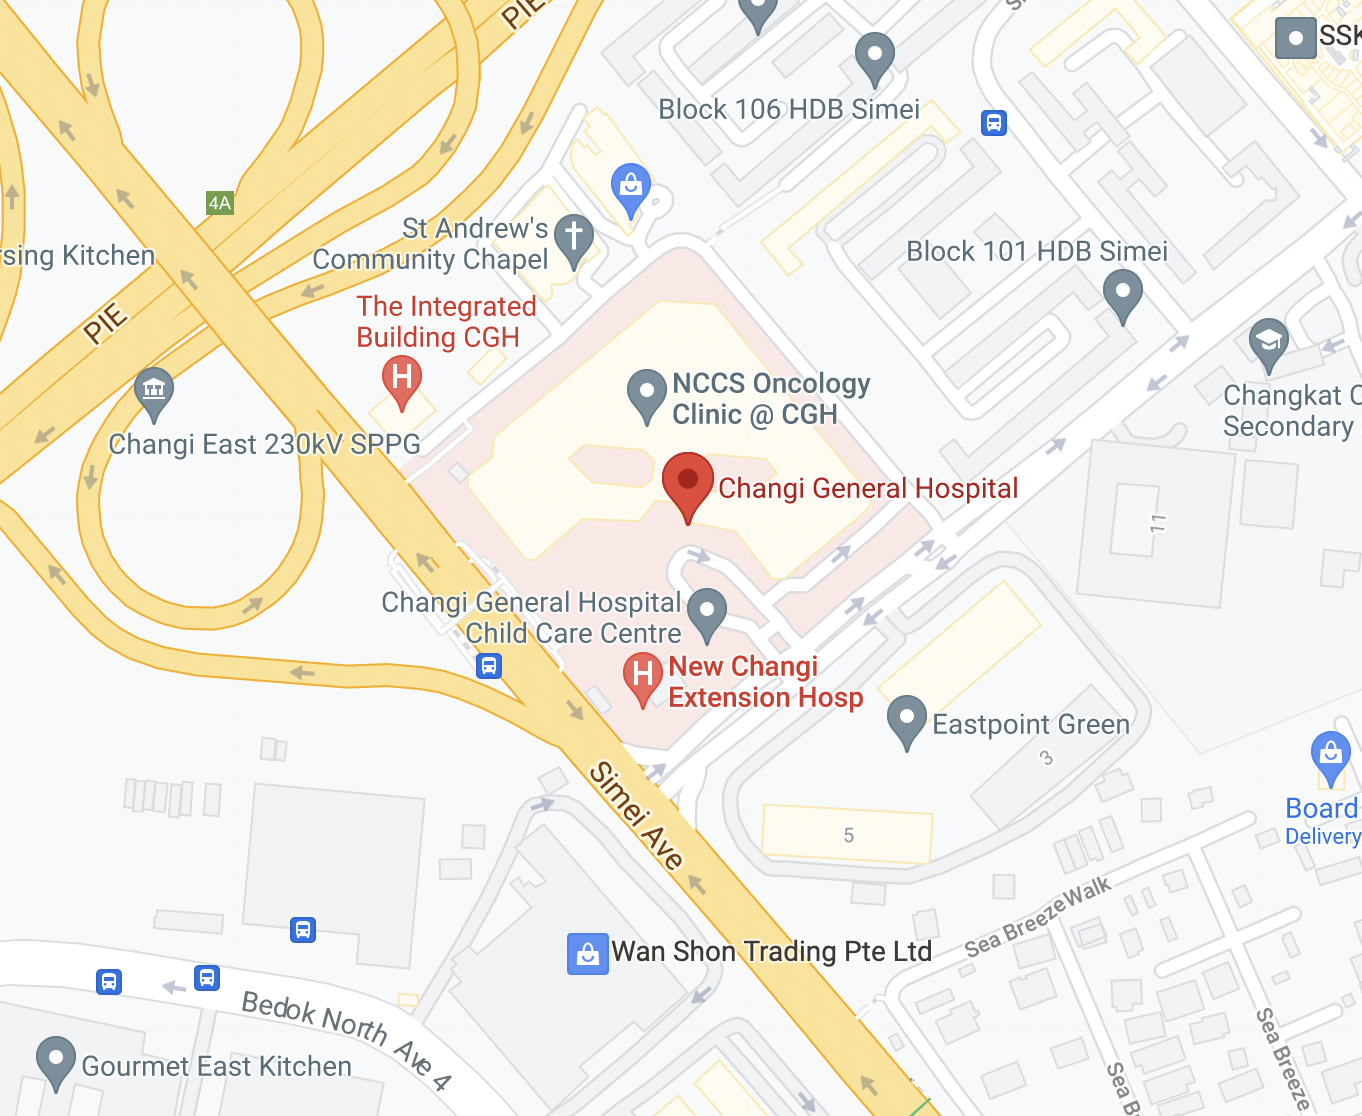 PIE
SSK
Block 106 HDB Simei
4A
St Andrew's
Community Chapel
sing Kitchen
Block 101 HDB Simei
The Integrated
Building CGH
PIE
NCCS Oncology
Clinic @ CGH
Changkat C
Secondary
Changi East 230kV SPPG
Changi General Hospital
11
Changi General Hospital
Child Care Centre
New Changi
Extension Hosp
Eastpoint Green
3
Simei Ave
5
Board
Delivery
Sea Breeze Walk
Wan Shon Trading Pte Ltd
Bedok North Ave 4
Sea Breeze
Gourmet East Kitchen
Sea B